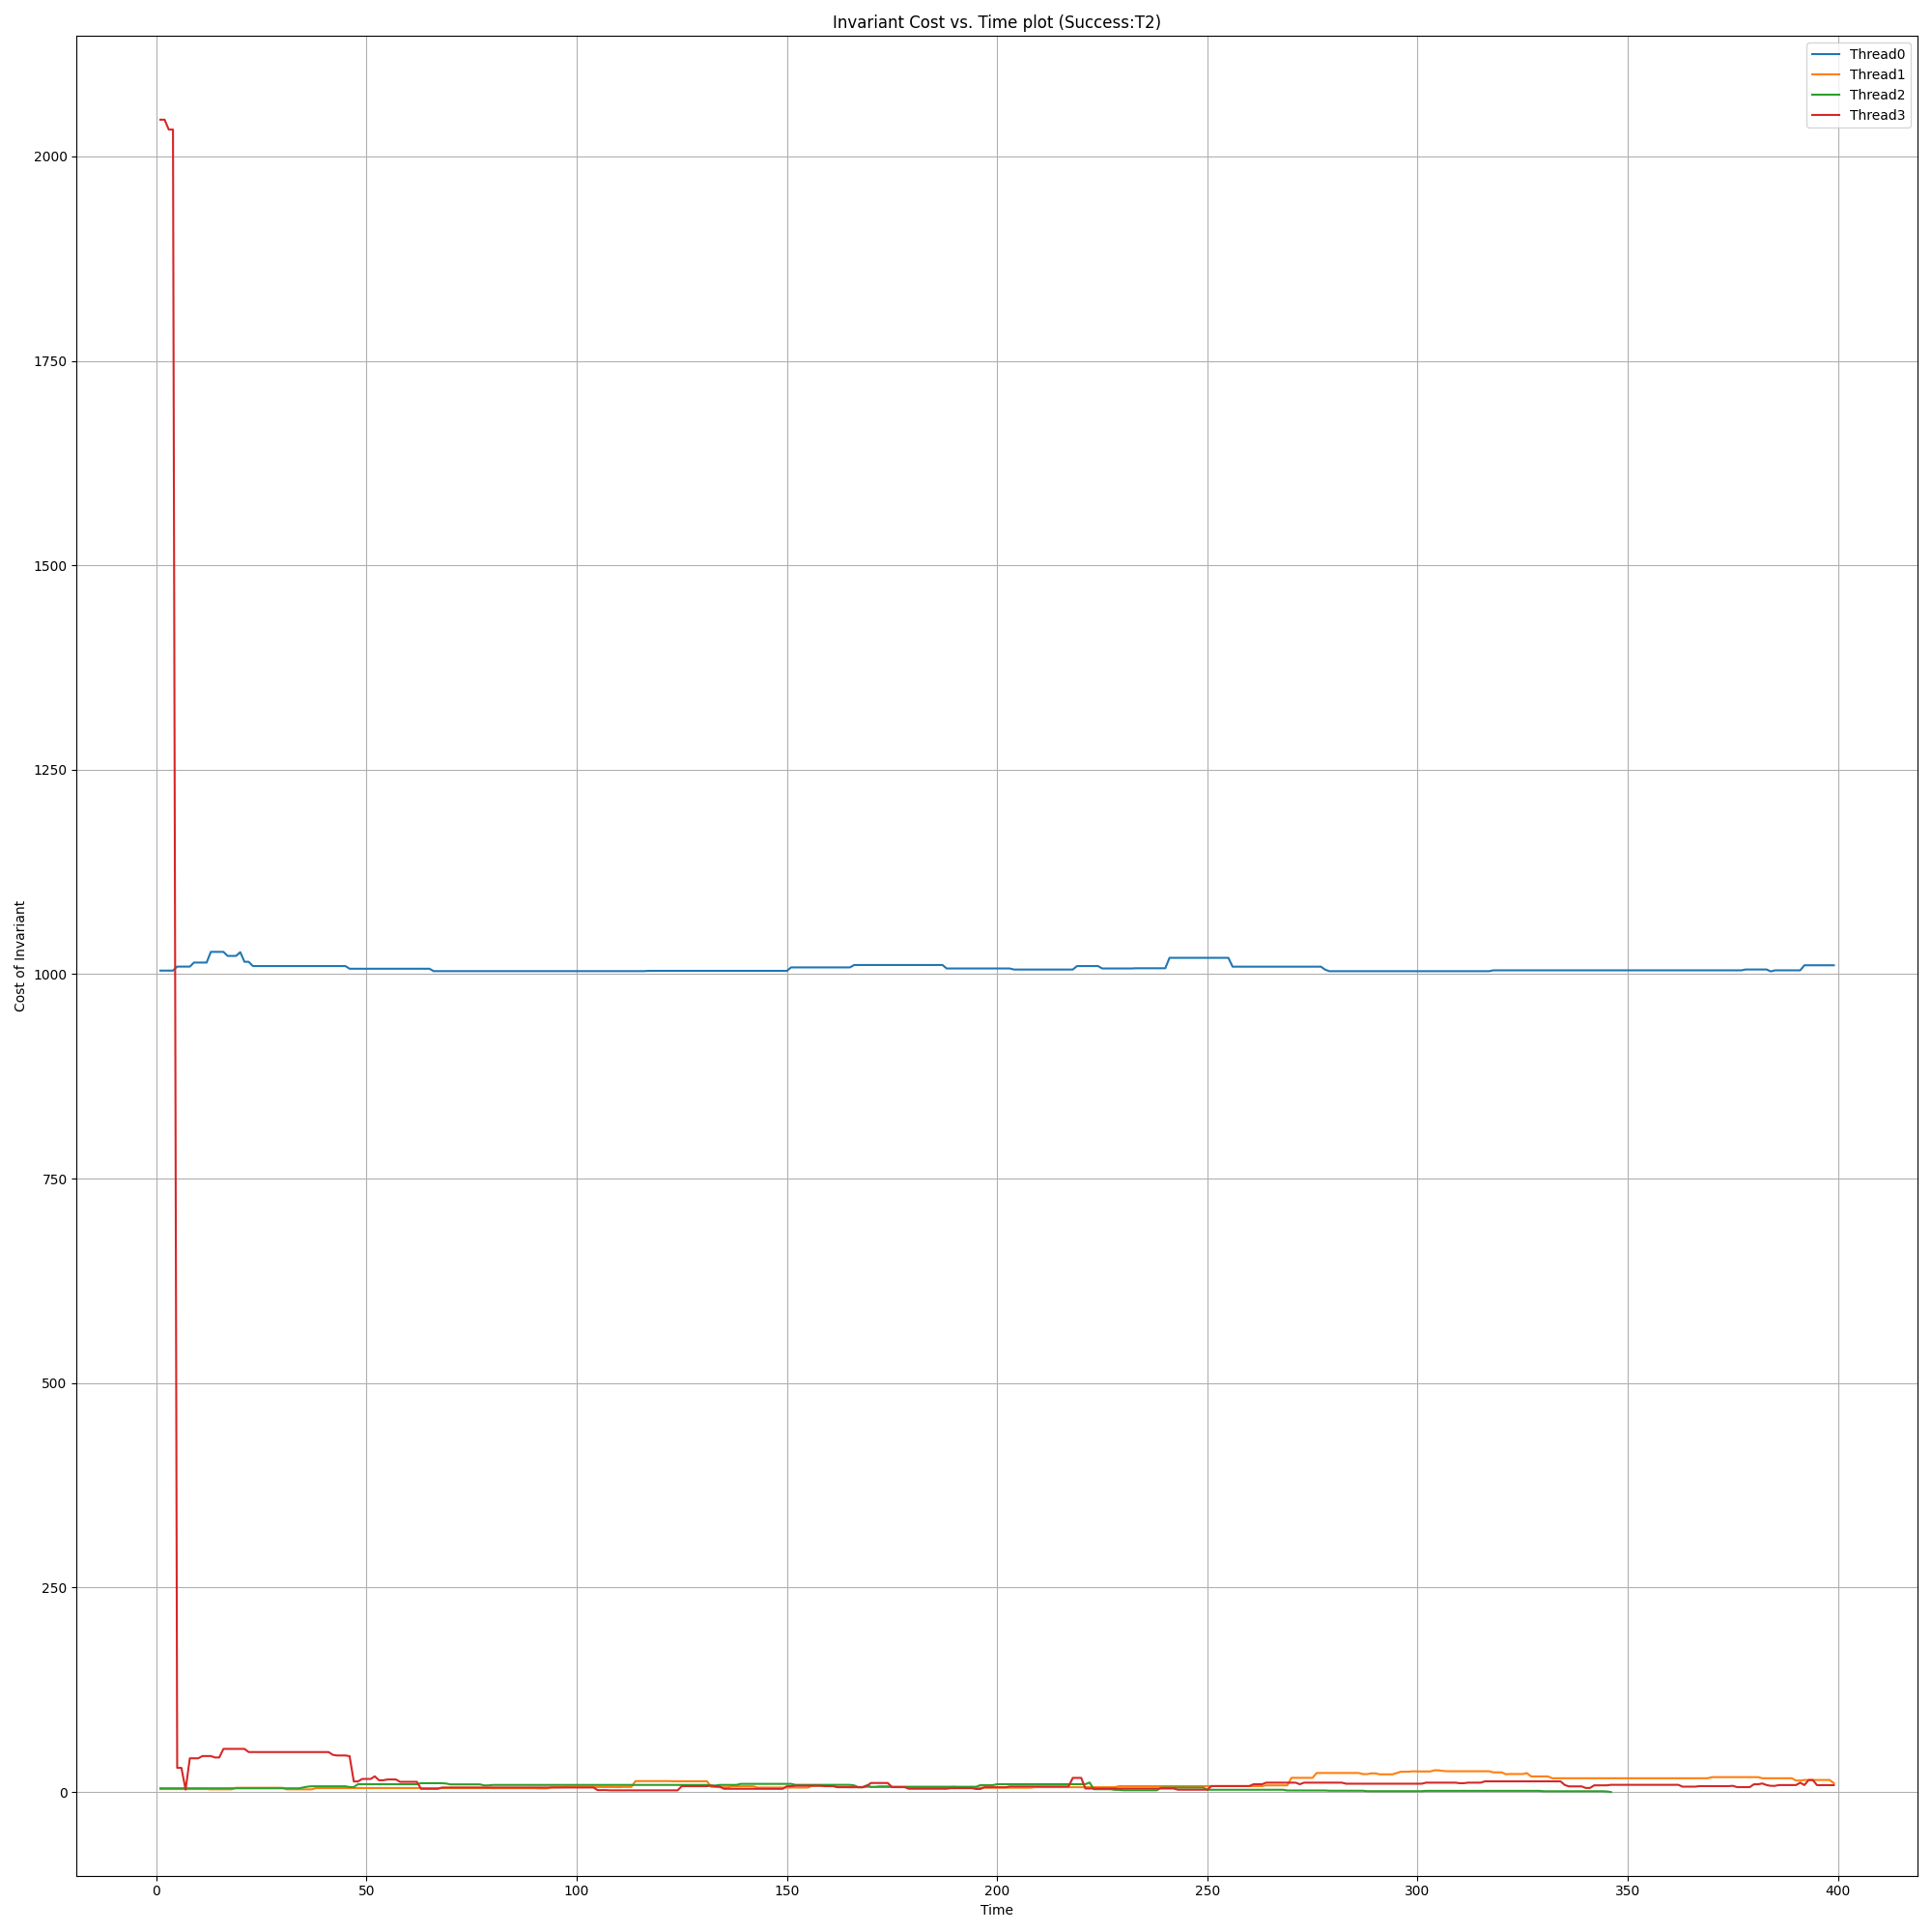 Invariant Cost vs. Time plot (Success:T2)
Thread0
Thread1
Thread2
Thread3
Cost of Invariant
2000
1750
1500
1250
1000
750
500
250
0
0 50 100 150 200 250 300 350 400
Time